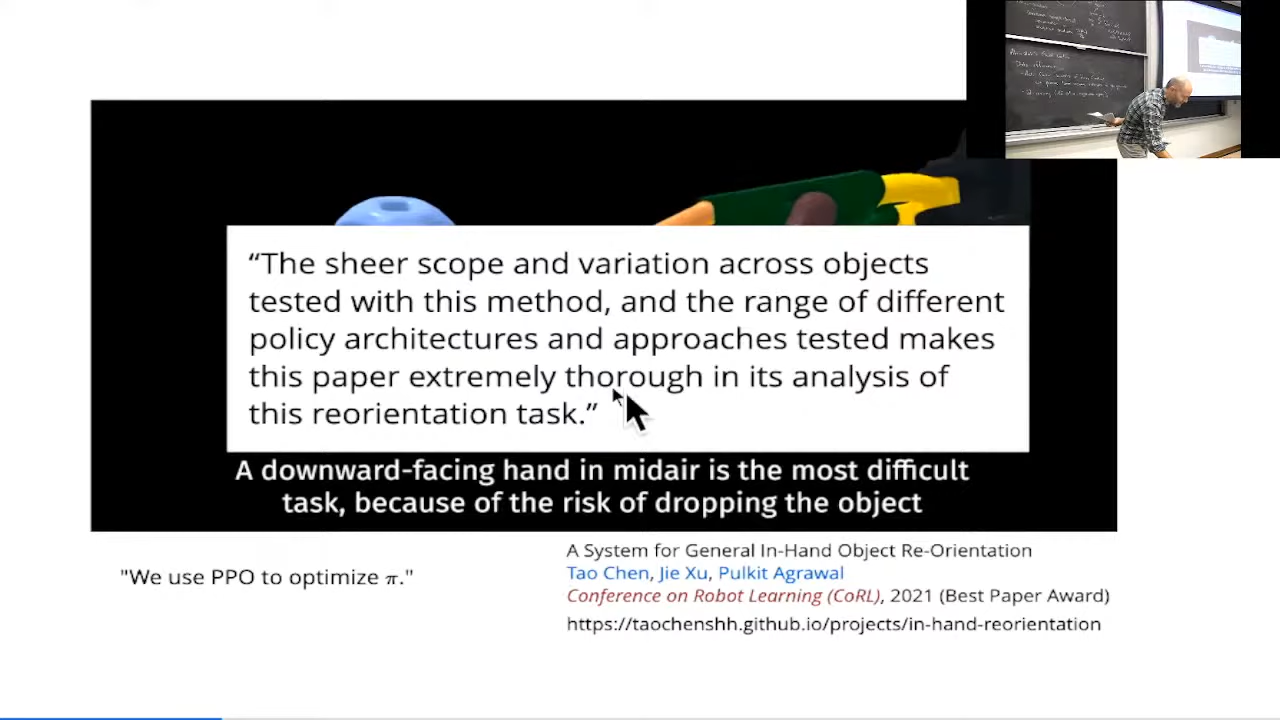 “The sheer scope and variation across objects
tested with this method, and the range of different
policy architectures and approaches tested makes
this paper extremely thorough in its analysis of
this reorientation task.”
A downward-facing hand in midair is the most difficult
task, because of the risk of dropping the object
"We use PPO to optimize π."
A System for General In-Hand Object Re-Orientation
Tao Chen, Jie Xu, Pulkit Agrawal
Conference on Robot Learning (CoRL), 2021 (Best Paper Award)
https://taochenshh.github.io/projects/in-hand-reorientation